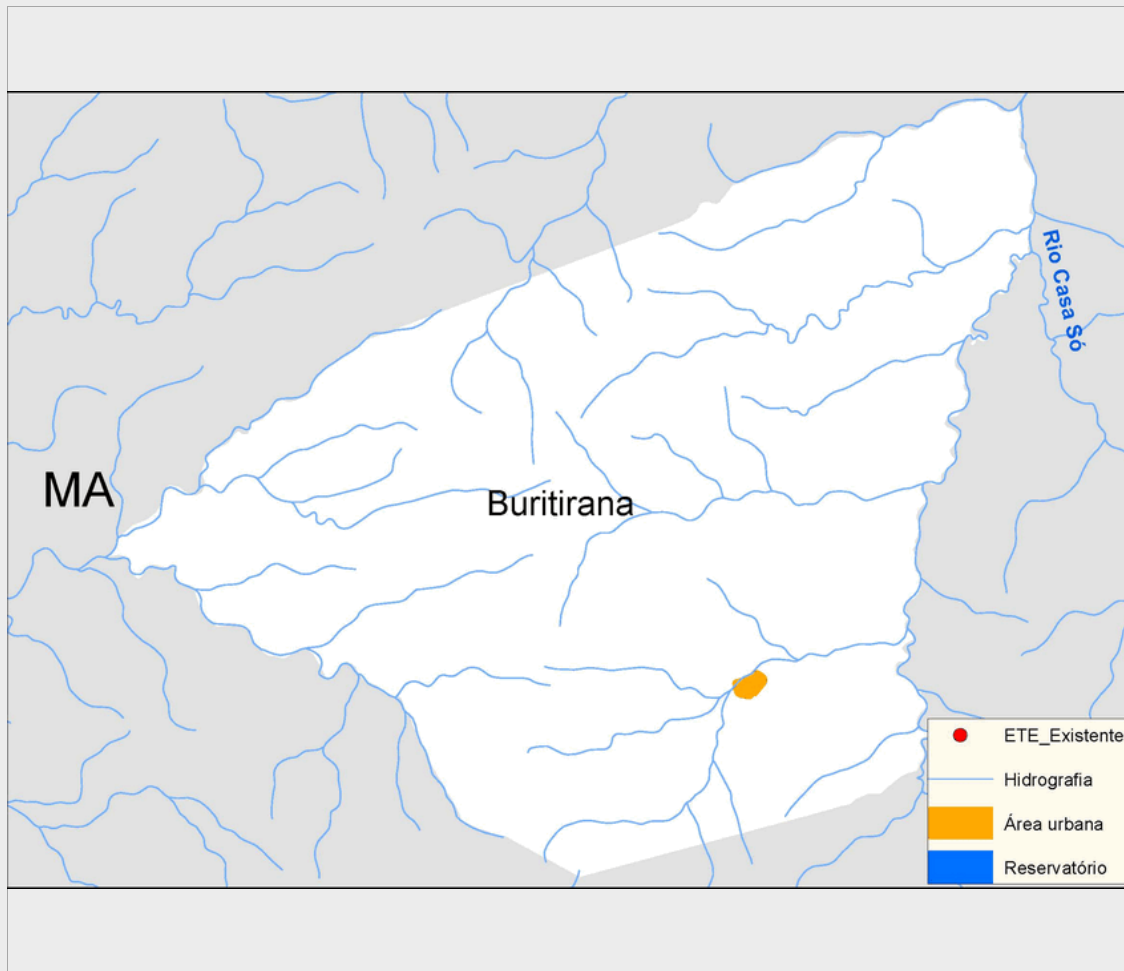 Rio Casa Só
MA
Buritirana
ETE_Existente
Hidrografia
Área urbana
Reservatório